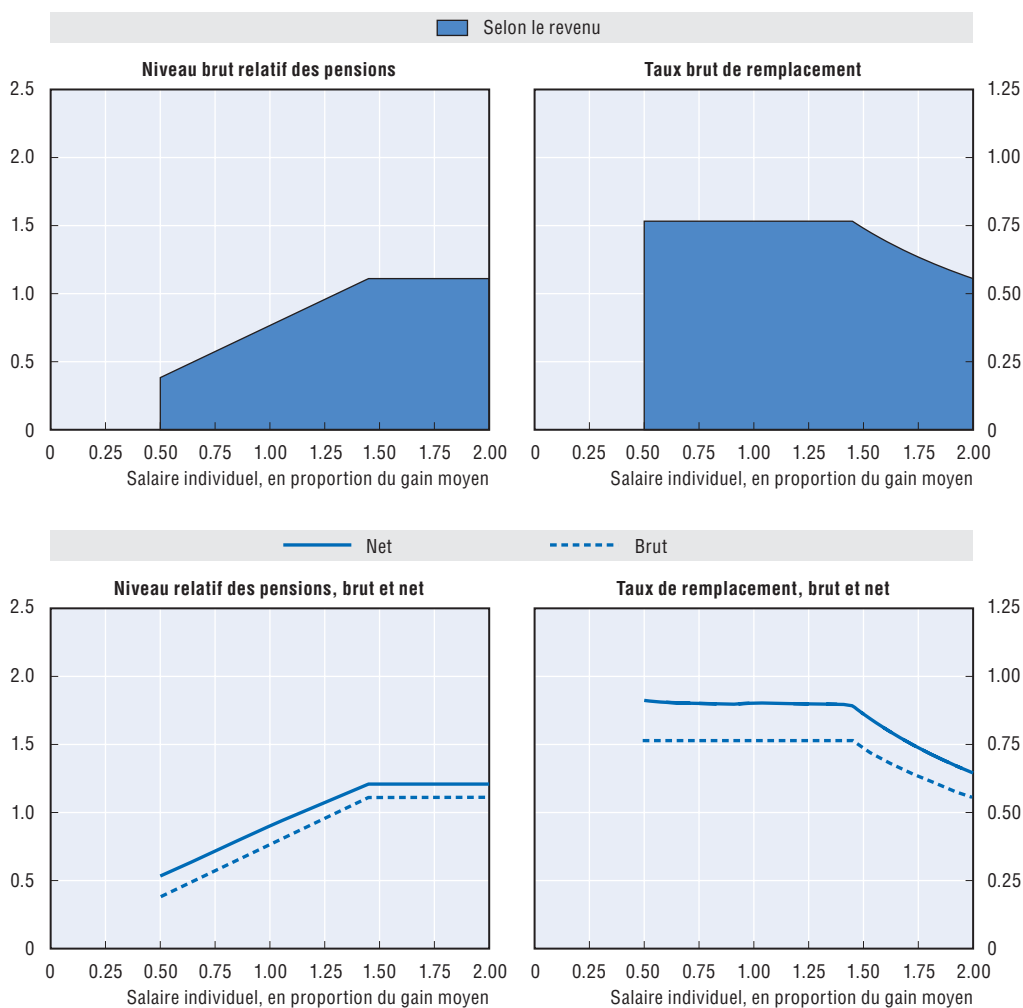 Selon le revenu
Niveau brut relatif des pensions
Taux brut de remplacement
2.5
2.0
1.5
1.0
0.5
0
0 0.25 0.50 0.75 1.00 1.25 1.50 1.75 2.00
Salaire individuel, en proportion du gain moyen
1.25
1.00
0.75
0.50
0.25
0
0 0.25 0.50 0.75 1.00 1.25 1.50 1.75 2.00
Salaire individuel, en proportion du gain moyen
Net Brut
Niveau relatif des pensions, brut et net
Taux de remplacement, brut et net
2.5
2.0
1.5
1.0
0.5
0
0 0.25 0.50 0.75 1.00 1.25 1.50 1.75 2.00
Salaire individuel, en proportion du gain moyen
1.25
1.00
0.75
0.50
0.25
0
0 0.25 0.50 0.75 1.00 1.25 1.50 1.75 2.00
Salaire individuel, en proportion du gain moyen